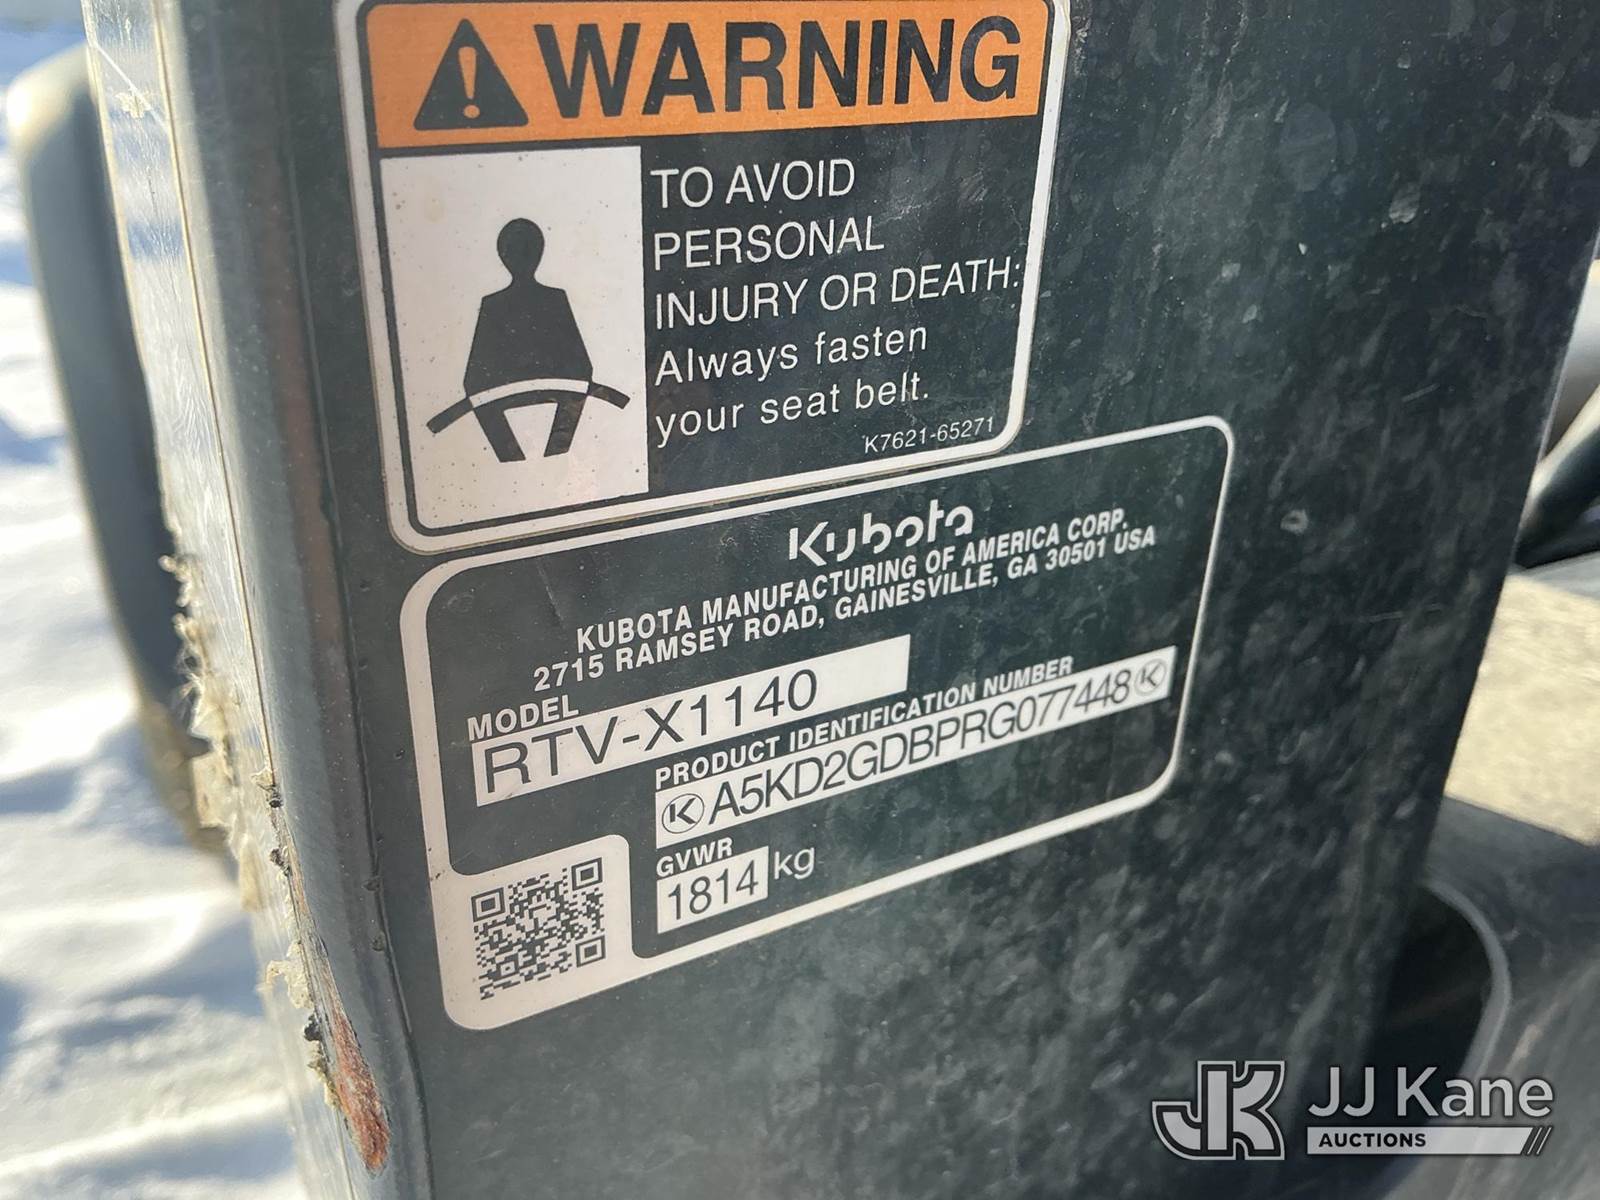 WARNING
TO AVOID
PERSONAL
INJURY OR DEATH:
Always fasten
your seat belt.
K7621-65271
Kubota
KUBOTA MANUFACTURING OF AMERICA CORP.
2715 RAMSEY ROAD, GAINESVILLE, GA 30501 USA
MODEL
RTV-X1140
PRODUCT IDENTIFICATION NUMBER
K A5KD2GDBPRG077448 K
GVWR
1814 kg
JK JJ Kane
AUCTIONS